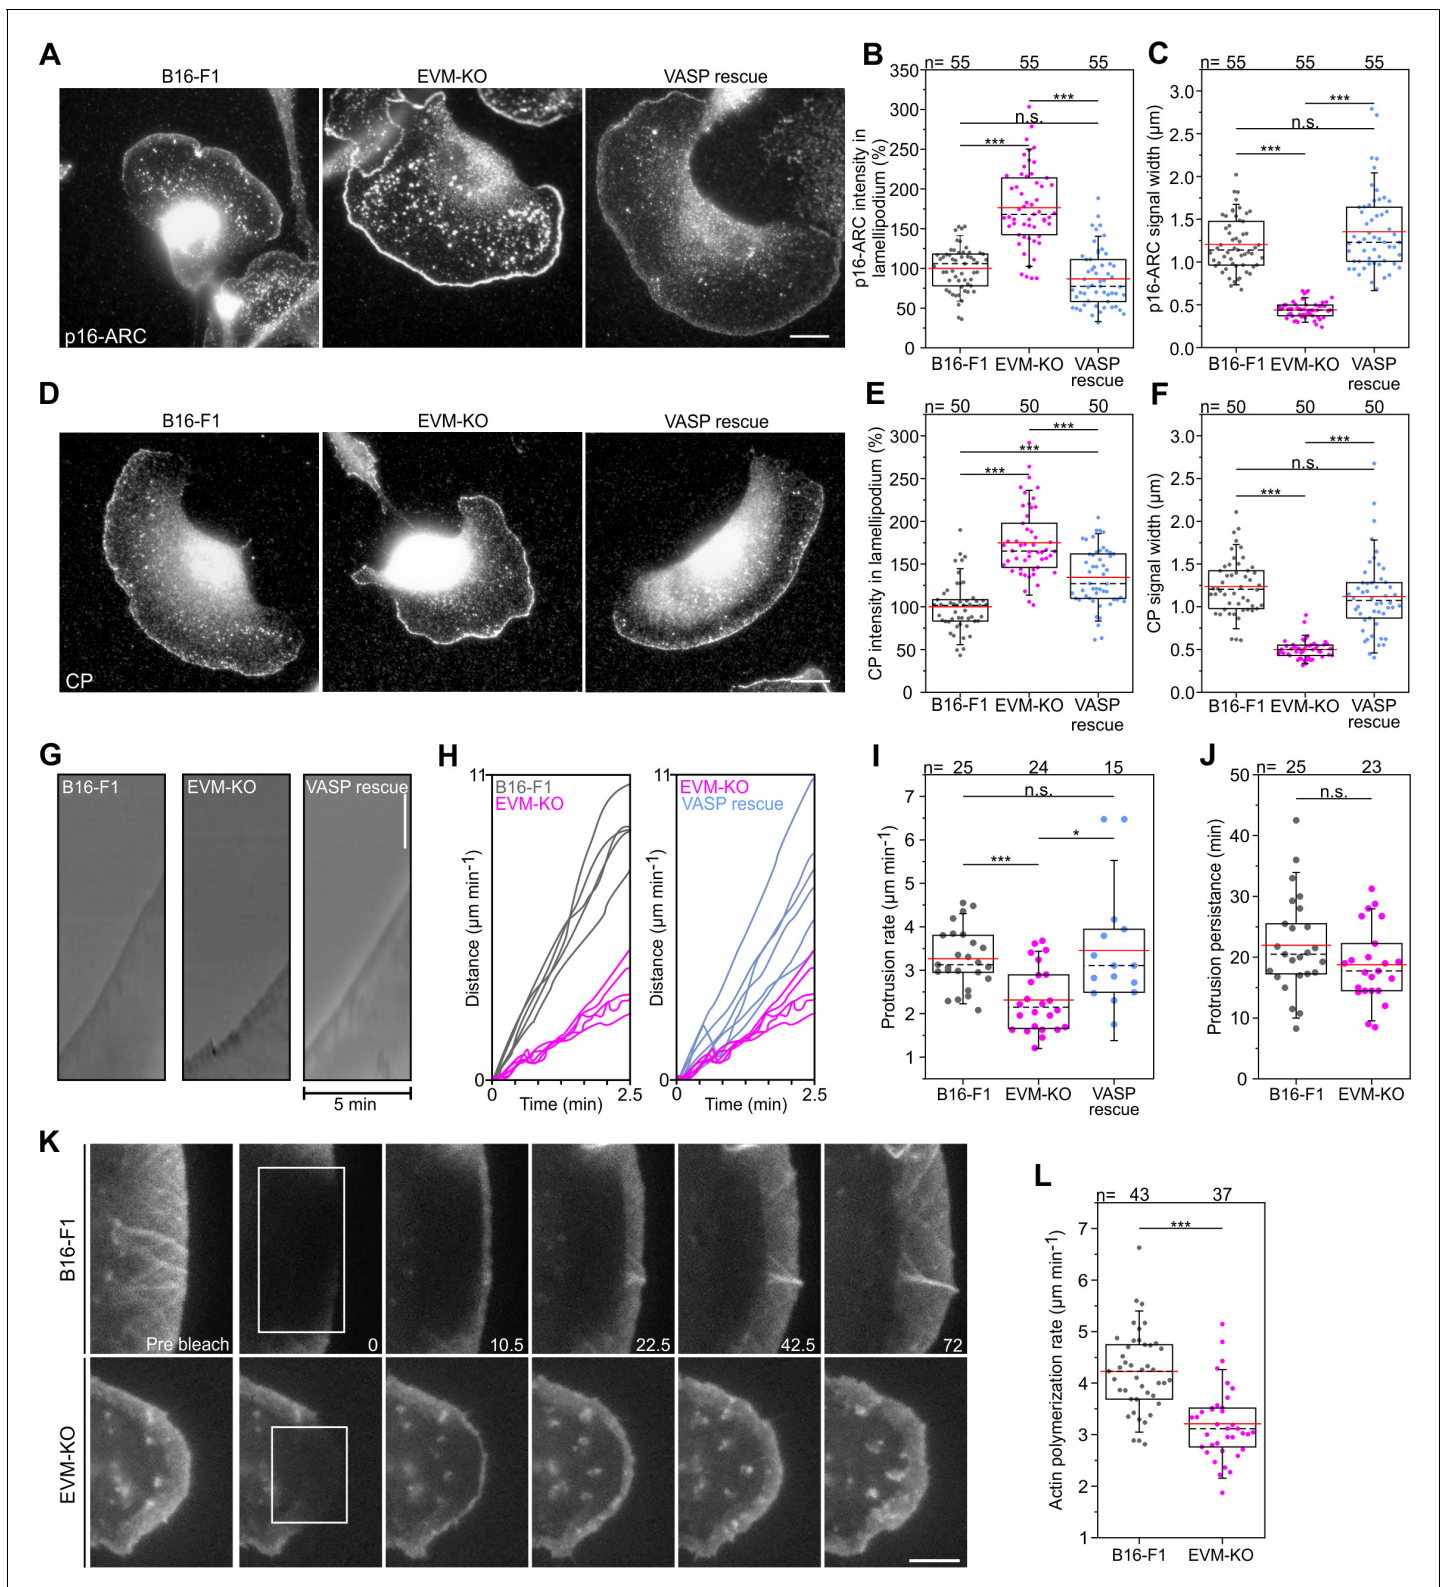 A
B16-F1
EVM-KO
VASP rescue
p16-ARC
B
n= 55 55 55
p16-ARC intensity in
lamellipodium (%)
350
300
250
200
150
100
50
0
***
n.s.
***
B16-F1 EVM-KO VASP
rescue
C
n= 55 55 55
p16-ARC signal width (µm)
3.0
2.5
2.0
1.5
1.0
0.5
0.0
***
n.s.
***
B16-F1 EVM-KO VASP
rescue
D
B16-F1
EVM-KO
VASP rescue
CP
E
n= 50 50 50
CP intensity in lamellipodium (%)
300
250
200
150
100
50
0
***
***
***
B16-F1 EVM-KO VASP
rescue
F
n= 50 50 50
CP signal width (µm)
3.0
2.5
2.0
1.5
1.0
0.5
0.0
***
n.s.
***
B16-F1 EVM-KO VASP
rescue
G
B16-F1
EVM-KO
VASP rescue
5 min
H
11
B16-F1
EVM-KO
Distance (µm min-1)
0
0 Time (min) 2.5
11
EVM-KO
VASP rescue
Distance (µm min-1)
0
0 Time (min) 2.5
I
n= 25 24 15
Protrusion rate (µm min-1)
7
6
5
4
3
2
1
n.s.
*
***
B16-F1 EVM-KO VASP
rescue
J
n= 25 23
Protrusion persistance (min)
50
40
30
20
10
0
n.s.
B16-F1 EVM-KO
K
B16-F1
Pre bleach
0
10.5
22.5
42.5
72
EVM-KO
L
n= 43 37
Actin polymerization rate (µm min-1)
7
6
5
4
3
2
1
***
B16-F1 EVM-KO